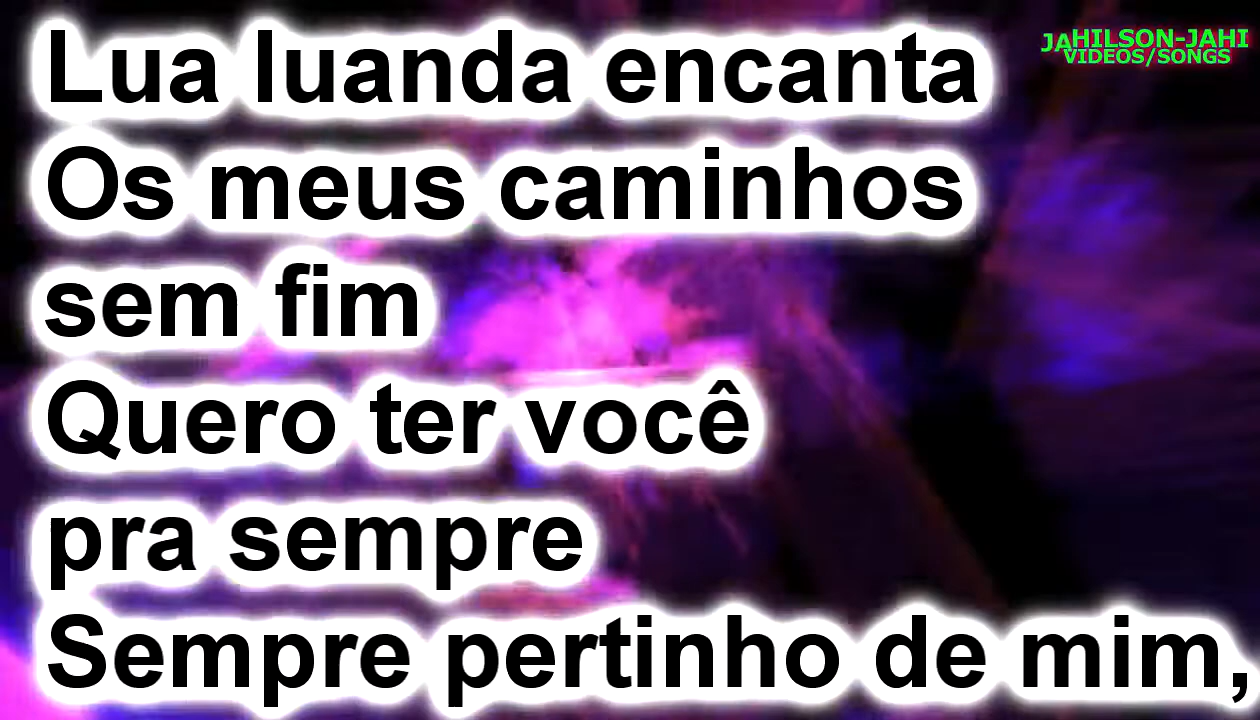 Lua luanda encanta
JAHILSON-JAHI
VIDEOS/SONGS
Os meus caminhos
sem fim
Quero ter você
pra sempre
Sempre pertinho de mim,